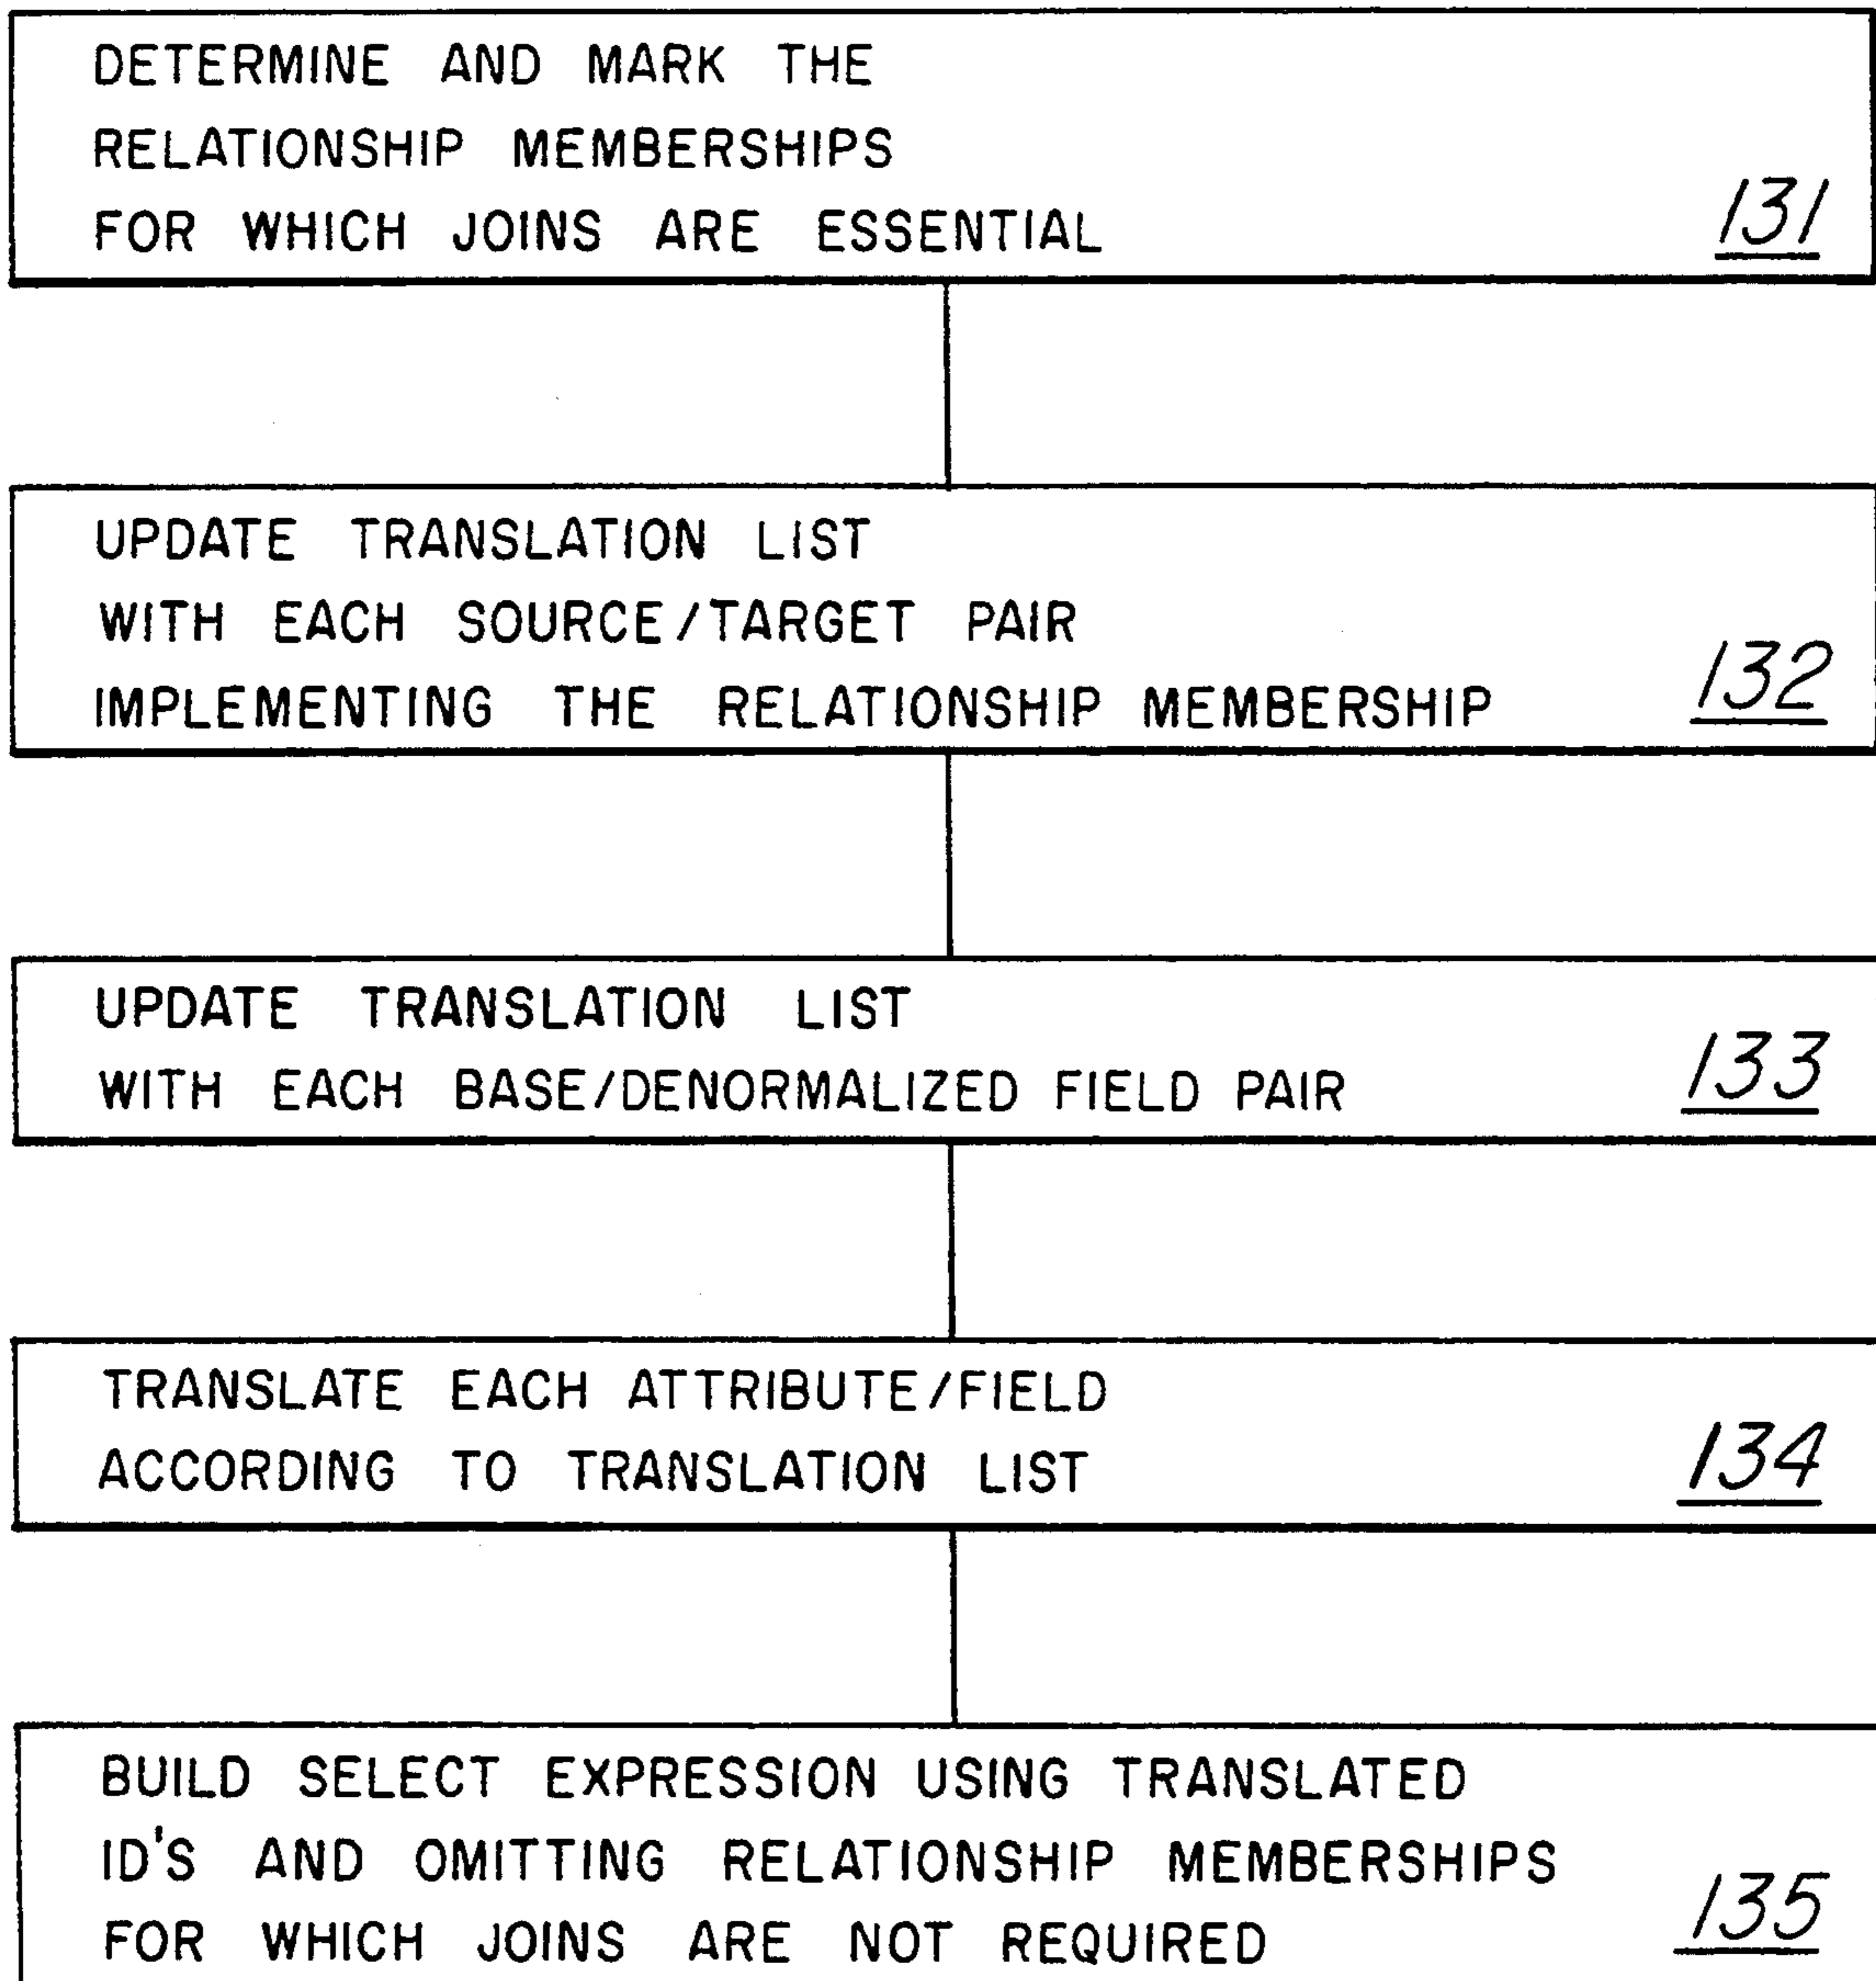 DETERMINE AND MARK THE
RELATIONSHIP MEMBERSHIPS
FOR WHICH JOINS ARE ESSENTIAL
131
UPDATE TRANSLATION LIST
WITH EACH SOURCE/TARGET PAIR
IMPLEMENTING THE RELATIONSHIP MEMBERSHIP
132
UPDATE TRANSLATION LIST
WITH EACH BASE/DENORMALIZED FIELD PAIR
133
TRANSLATE EACH ATTRIBUTE/FIELD
ACCORDING TO TRANSLATION LIST
134
BUILD SELECT EXPRESSION USING TRANSLATED
ID'S AND OMITTING RELATIONSHIP MEMBERSHIPS
FOR WHICH JOINS ARE NOT REQUIRED
135